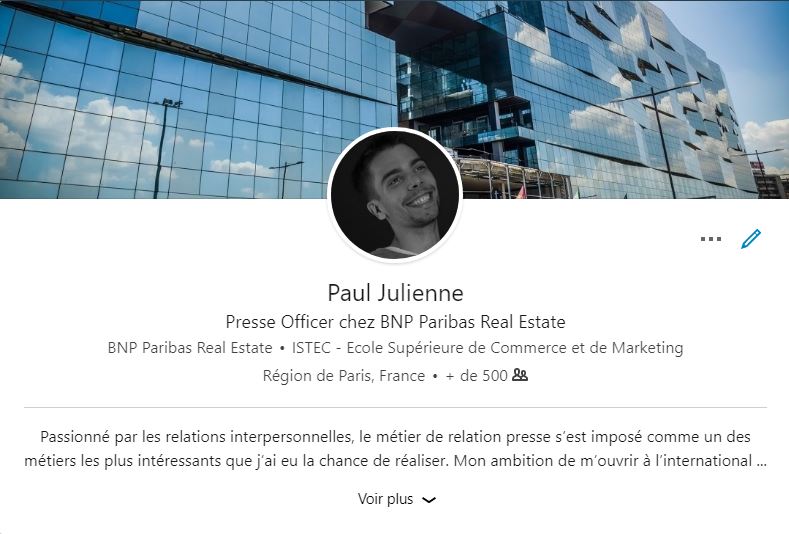 Paul Julienne
Presse Officer chez BNP Paribas Real Estate
BNP Paribas Real Estate • ISTEC - Ecole Supérieure de Commerce et de Marketing
Région de Paris, France • + de 500
Passionné par les relations interpersonnelles, le métier de relation presse s’est imposé comme un des
métiers les plus intéressants que j’ai eu la chance de réaliser. Mon ambition de m’ouvrir à l’international ...
Voir plus